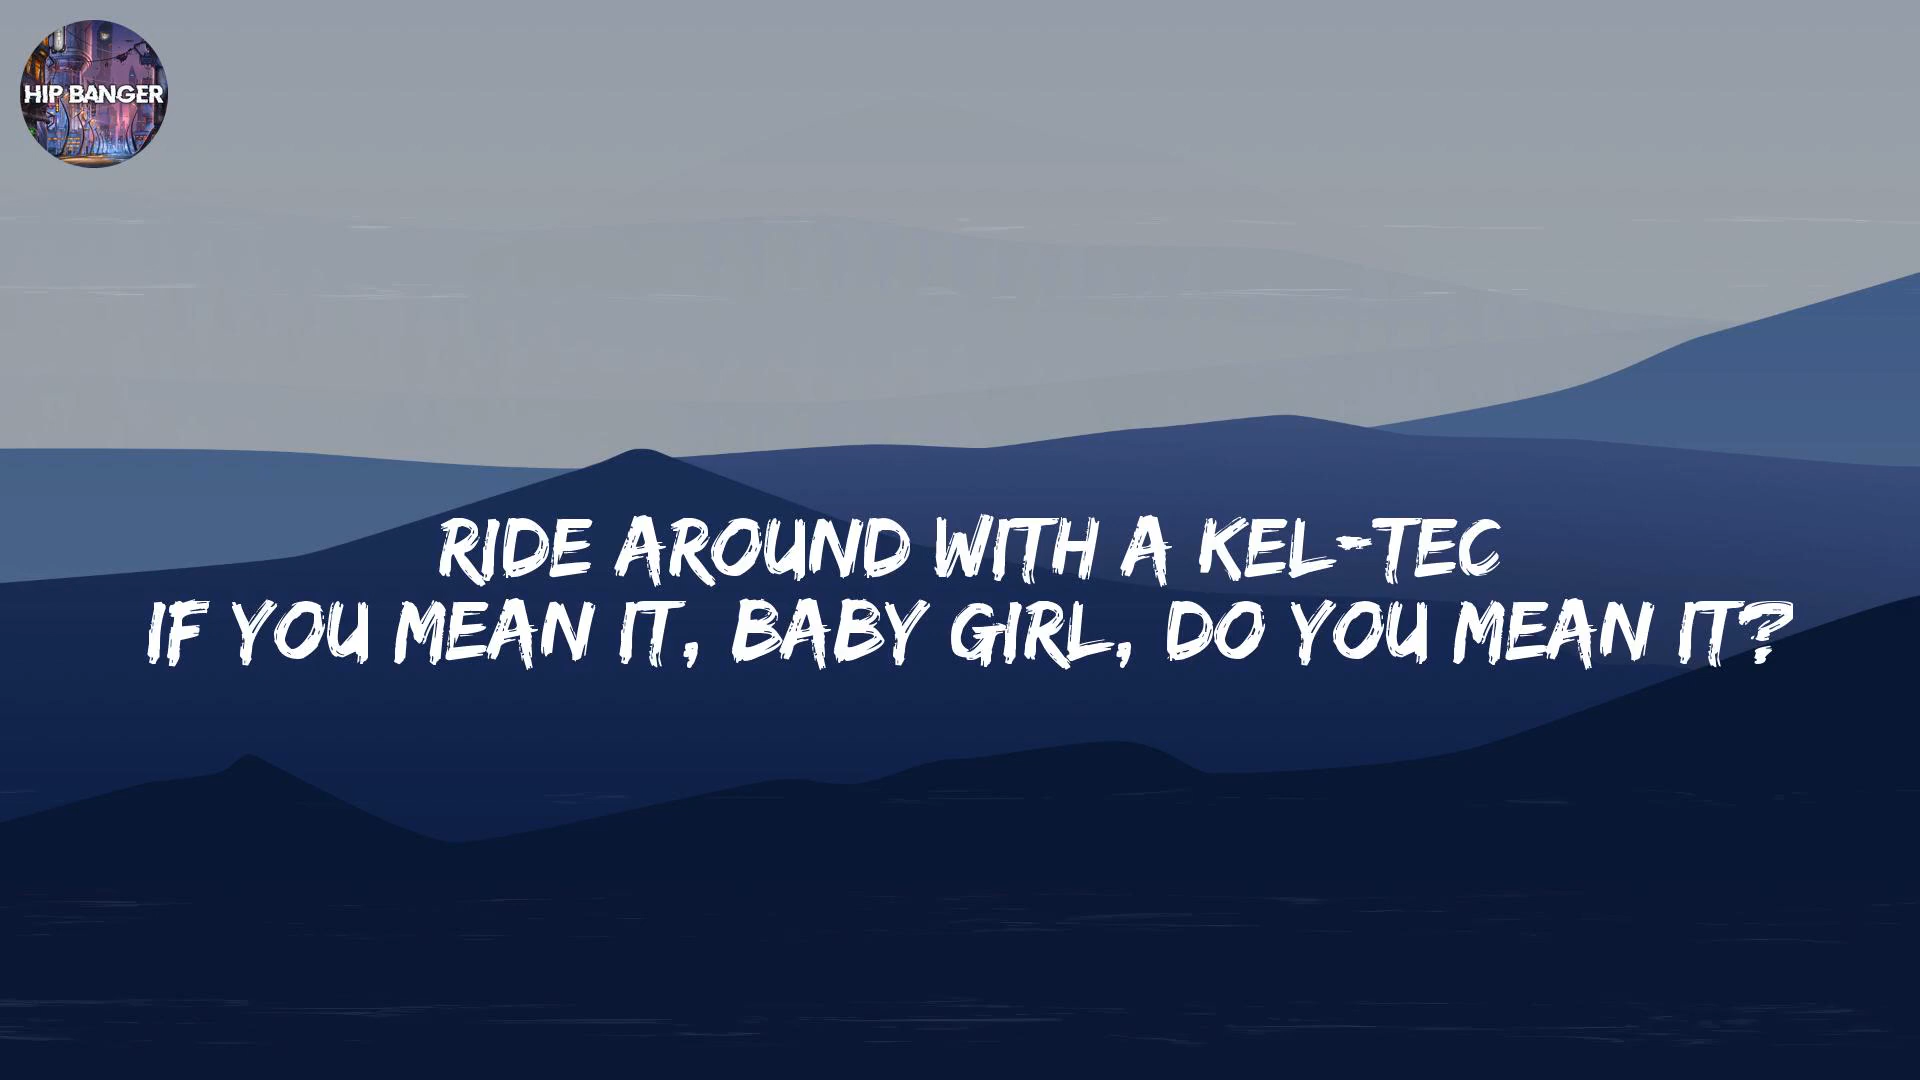 HIP BANGER
RIDE AROUND WITH A KEL-TEC
IF YOU MEAN IT, BABY GIRL, DO YOU MEAN IT?